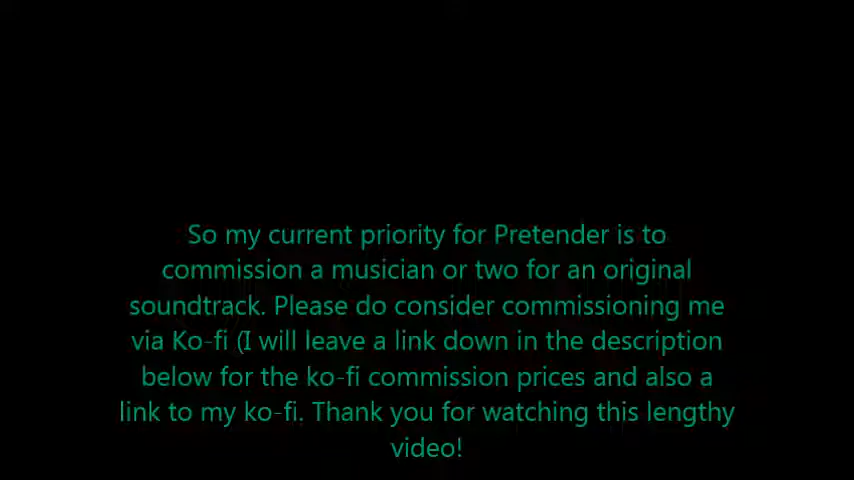 So my current priority for Pretender is to
commission a musician or two for an original
soundtrack. Please do consider commissioning me
via Ko-fi (I will leave a link down in the description
below for the ko-fi commission prices and also a
link to my ko-fi. Thank you for watching this lengthy
video!